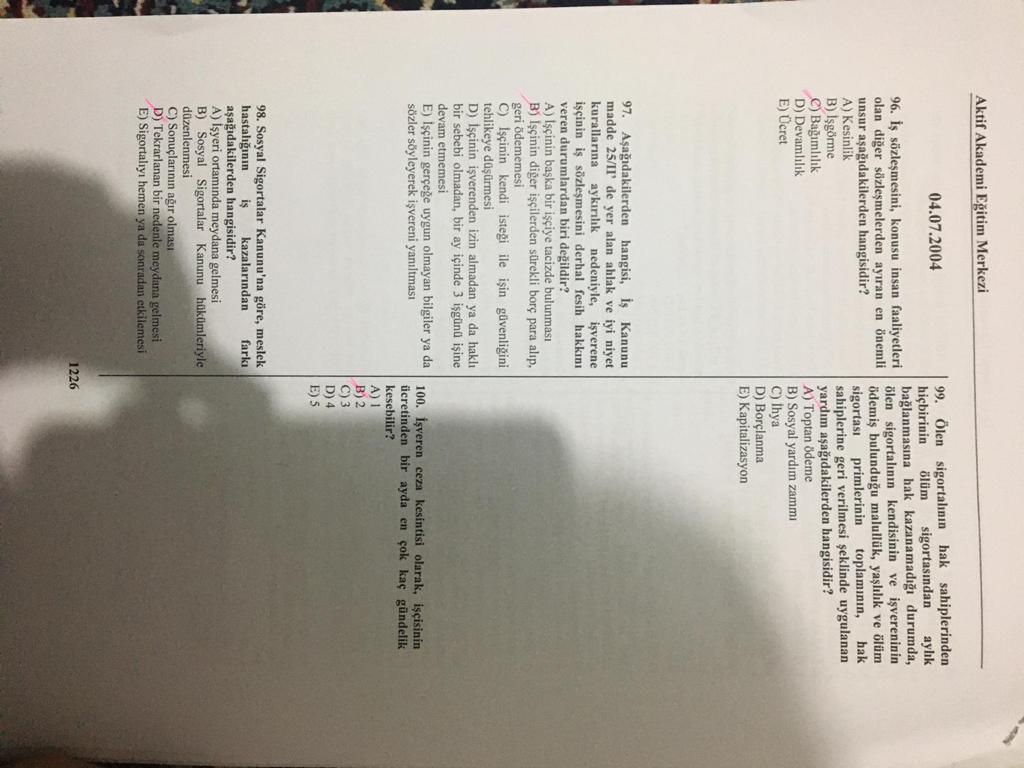 Aktif Akademi Eğitim Merkezi
04.07.2004
96. İş sözleşmesini, konusu insan faaliyetleri
olan diğer sözleşmelerden ayıran en önemli
unsur aşağıdakilerden hangisidir?
A) Kesinlik
B) İşgörme
C) Bağımlılık
D) Devamlılık
E) Ücret
97. Aşağıdakilerden hangisi, İş Kanunu
madde 25/II' de yer alan ahlak ve iyi niyet
kurallarına aykırılık nedeniyle, işverene
işçinin iş sözleşmesini derhal fesih hakkını
veren durumlardan biri değildir?
A) İşçinin başka bir işçiye tacizde bulunması
B) İşçinin diğer işçilerden sürekli borç para alıp,
geri ödememesi
C) İşçinin kendi isteği ile işin güvenliğini
tehlikeye düşürmesi
D) İşçinin işverenden izin almadan ya da haklı
bir sebebi olmadan, bir ay içinde 3 işgünü işine
devam etmemesi
E) İşçinin gerçeğe uygun olmayan bilgiler ya da
sözler söyleyerek işvereni yanıltması
98. Sosyal Sigortalar Kanunu'na göre, meslek
hastalığının iş kazalarından farkı
aşağıdakilerden hangisidir?
A) İşyeri ortamında meydana gelmesi
B) Sosyal Sigortalar Kanunu hükümleriyle
düzenlenmesi
C) Sonuçlarının ağır olması
D) Tekrarlanan bir nedenle meydana gelmesi
E) Sigortalıyı hemen ya da sonradan etkilemesi
99. Ölen sigortalının hak sahiplerinden
hiçbirinin ölüm sigortasından aylık
bağlanmasına hak kazanamadığı durumda,
ölen sigortalının kendisinin ve işvereninin
ödemiş bulunduğu malullük, yaşlılık ve ölüm
sigortası primlerinin toplamının, hak
sahiplerine geri verilmesi şeklinde uygulanan
yardım aşağıdakilerden hangisidir?
A) Toptan ödeme
B) Sosyal yardım zammı
C) İhya
D) Borçlanma
E) Kapitalizasyon
100. İşveren ceza kesintisi olarak, işçisinin
ücretinden bir ayda en çok kaç gündelik
kesebilir?
A) 1
B) 2
C) 3
D) 4
E) 5
1226